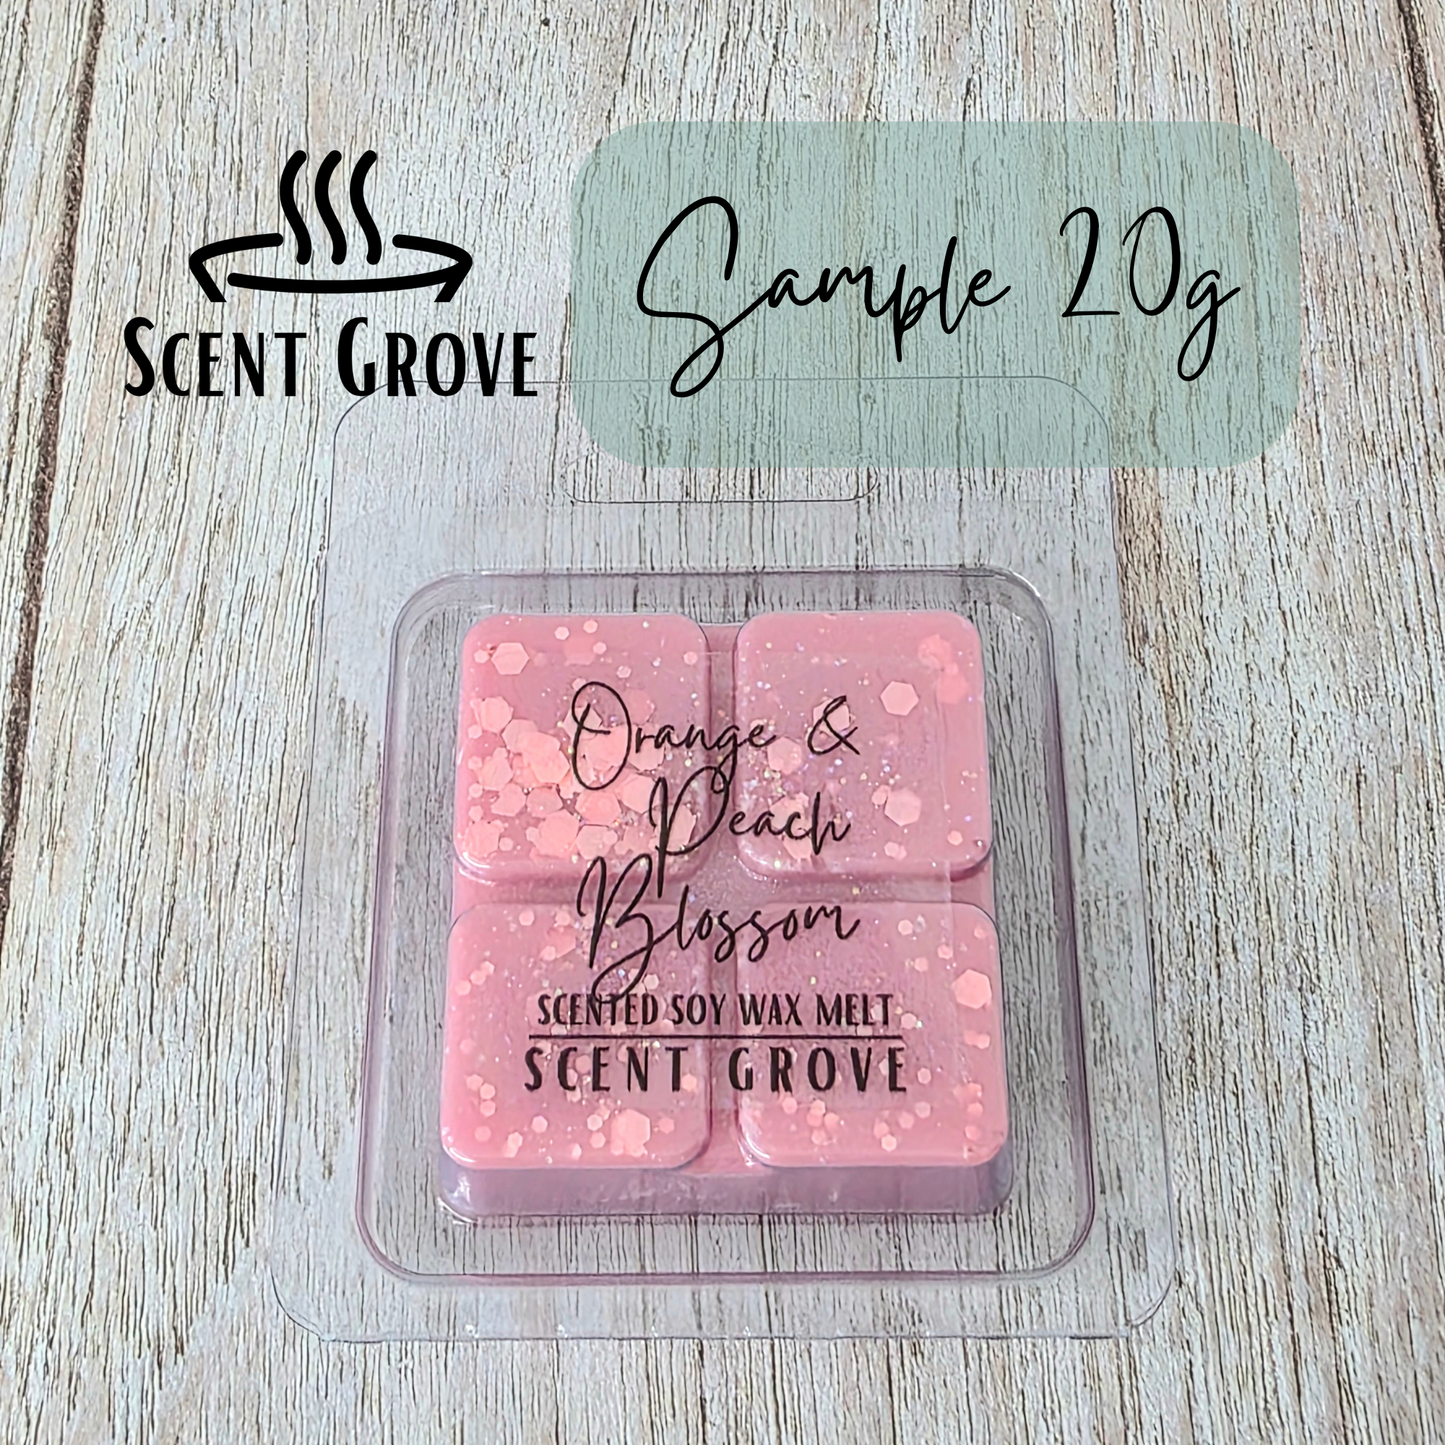 SCENT GROVE
Sample 20g
Orange &
Peach
Blossom
SCENTED SOY WAX MELT
SCENT GROVE